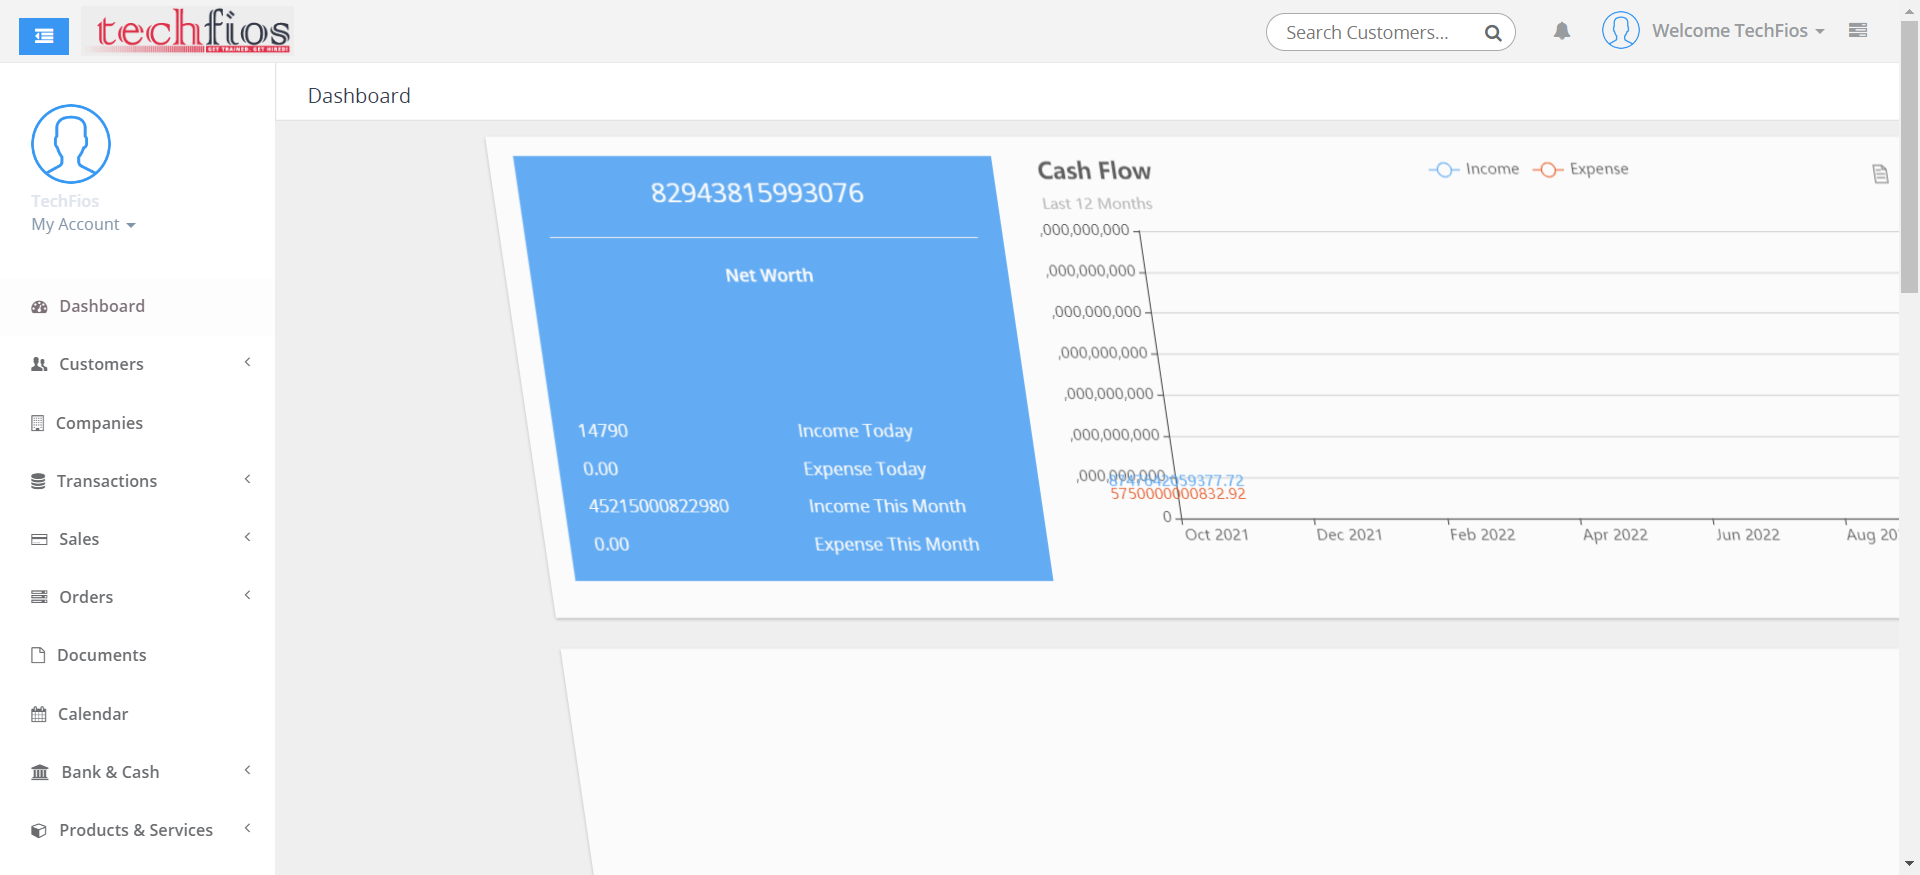 techfios
GET TRAINED. GET HIRED!
Search Customers...
Welcome TechFios
TechFios
My Account
Dashboard
Customers
Companies
Transactions
Sales
Orders
Documents
Calendar
Bank & Cash
Products & Services
Dashboard
82943815993076
Net Worth
14790 Income Today
0.00 Expense Today
45215000822980 Income This Month
0.00 Expense This Month
Cash Flow
Last 12 Months
Income Expense
,000,000,000
,000,000,000
,000,000,000
,000,000,000
,000,000,000
,000,000,000
,000,000,000
8747642059377.72
5750000000832.92
0
Oct 2021 Dec 2021 Feb 2022 Apr 2022 Jun 2022 Aug 20